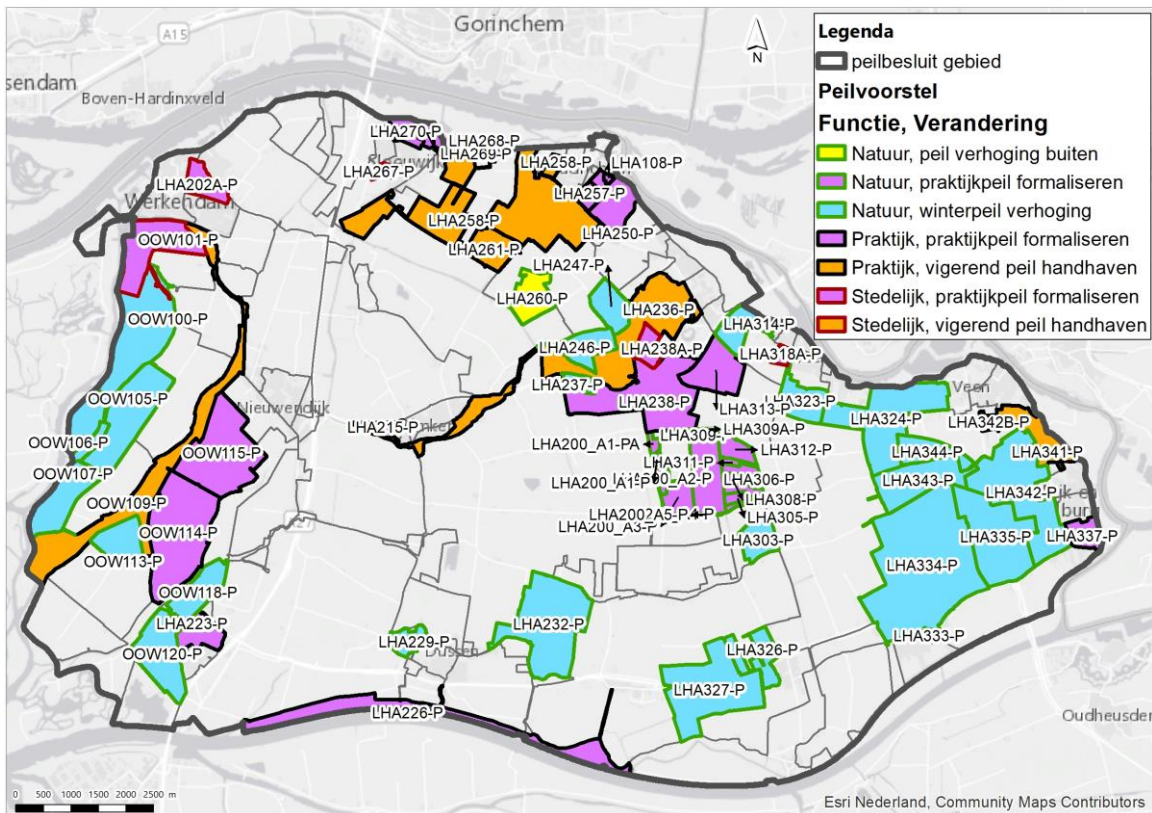 Gorinchem
A15
sendam
Boven-Hardinxveld
N
Legenda
peilbesluit gebied
Peilvoorstel
Functie, Verandering
Natuur, peil verhoging buiten
Natuur, praktijkpeil formaliseren
Natuur, winterpeil verhoging
Praktijk, praktijkpeil formaliseren
Praktijk, vigerend peil handhaven
Stedelijk, praktijkpeil formaliseren
Stedelijk, vigerend peil handhaven
LHA270-P
LHA268-P
LHA269-P
LHA258-P
LHA108-P
LHA267-P
LHA202A-P
Werkendam
LHA257-P
LHA258-P
LHA250-P
OOW101-P
LHA261-P
LHA247-P
LHA260-P
LHA236-P
OOW100-P
LHA314-P
LHA246-P
LHA238A-P
LHA318A-P
LHA237-P
OOW105-P
Nieuwendijk
LHA238-P
LHA313-P
LHA323-P
Veen
LHA324-P
LHA342B-P
LHA215-P
LHA309A-P
OOW106-P
OOW115-P
LHA200_A1-PA
LHA312-P
LHA341-P
LHA311-P
LHA344-P
OOW107-P
LHA306-P
LHA343-P
LHA342-P
OOW109-P
LHA308-P
LHA305-P
OOW114-P
LHA200_A3-P
LHA335-P
LHA337-P
OOW113-P
LHA303-P
LHA334-P
OOW118-P
LHA223-P
LHA232-P
LHA333-P
OOW120-P
LHA229-P
Dussen
LHA326-P
LHA327-P
LHA226-P
Oudheusden
0 500 1000 1500 2000 2500 m
Esri Nederland, Community Maps Contributors